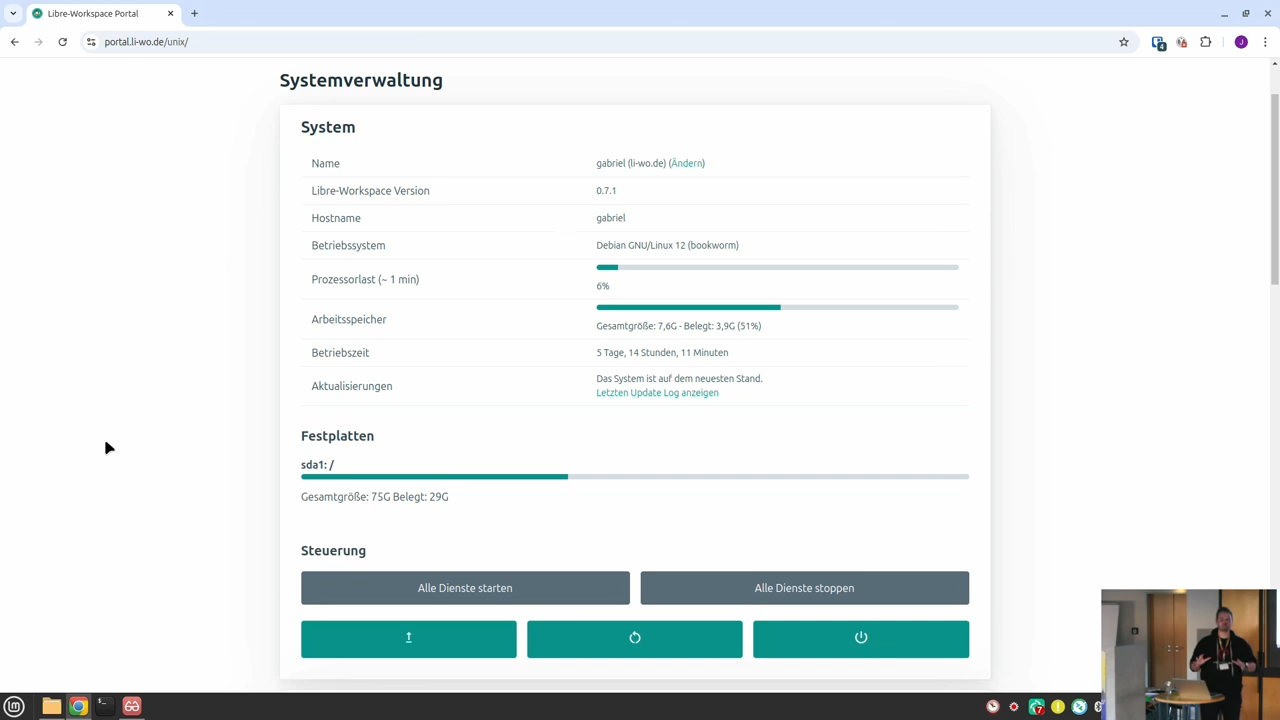 Libre-Workspace Portal
portal.li-wo.de/unix/
4
J
Systemverwaltung
System
Name
gabriel (li-wo.de) (Ändern)
Libre-Workspace Version
0.7.1
Hostname
gabriel
Betriebssystem
Debian GNU/Linux 12 (bookworm)
Prozessorlast (~ 1 min)
6%
Arbeitsspeicher
Gesamtgröße: 7,6G - Belegt: 3,9G (51%)
Betriebszeit
5 Tage, 14 Stunden, 11 Minuten
Aktualisierungen
Das System ist auf dem neuesten Stand.
Letzten Update Log anzeigen
Festplatten
sda1: /
Gesamtgröße: 75G Belegt: 29G
Steuerung
Alle Dienste starten
Alle Dienste stoppen
7